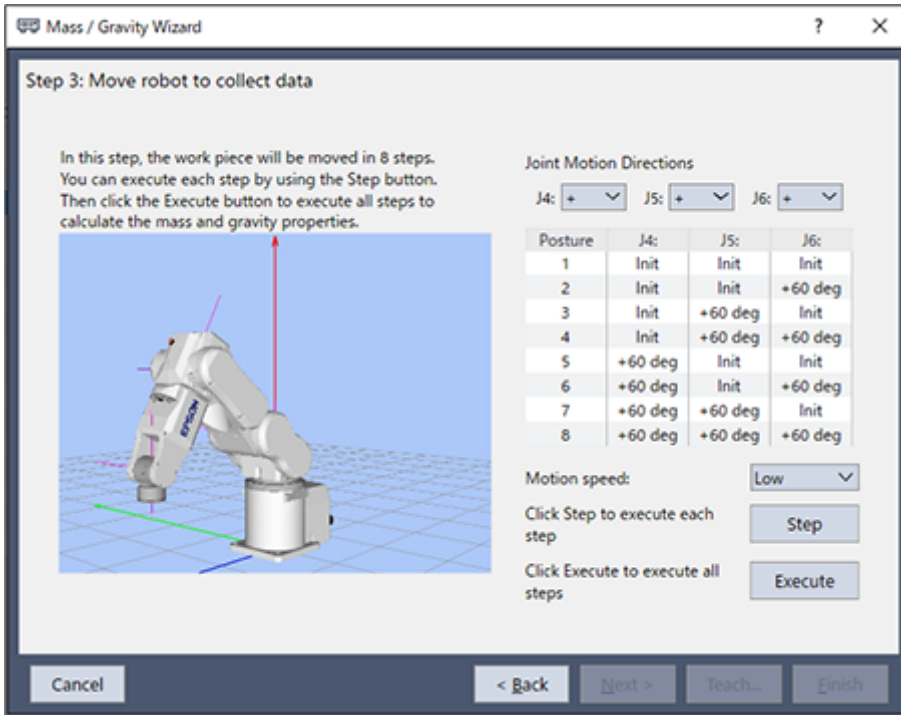 Mass / Gravity Wizard
?
Step 3: Move robot to collect data
In this step, the work piece will be moved in 8 steps.
You can execute each step by using the Step button.
Then click the Execute button to execute all steps to
calculate the mass and gravity properties.
EPSON
Joint Motion Directions
J4: + J5: + J6: +
Posture J4: J5: J6:
1 Init Init Init
2 Init Init +60 deg
3 Init +60 deg Init
4 Init +60 deg +60 deg
5 +60 deg Init Init
6 +60 deg Init +60 deg
7 +60 deg +60 deg Init
8 +60 deg +60 deg +60 deg
Motion speed: Low
Click Step to execute each
step
Step
Click Execute to execute all
steps
Execute
Cancel
< Back
Next >
Teach...
Finish